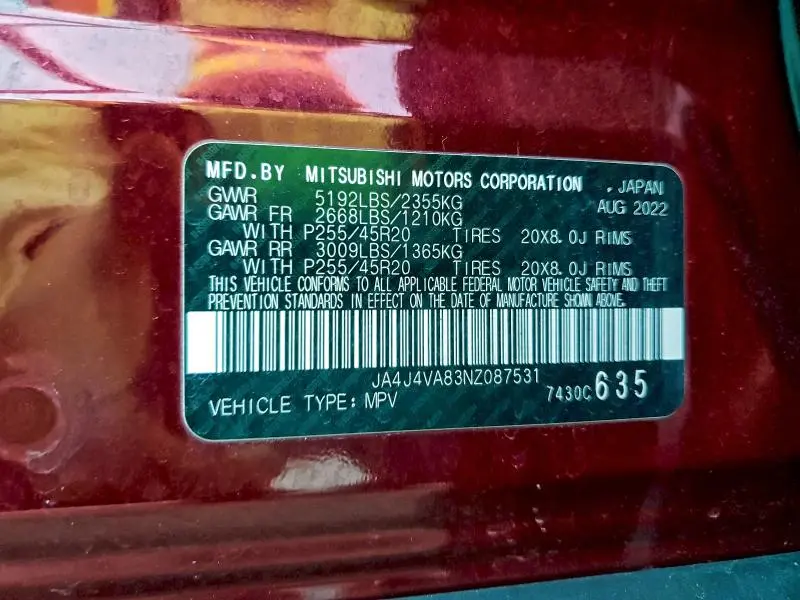 MFD.BY MITSUBISHI MOTORS CORPORATION , JAPAN
GVWR 5192LBS/2355KG AUG 2022
GAWR FR 2668LBS/1210KG
WITH P255/45R20 TIRES 20X8.0J RIMS
GAWR RR 3009LBS/1365KG
WITH P255/45R20 TIRES 20X8.0J RIMS
THIS VEHICLE CONFORMS TO ALL APPLICABLE FEDERAL MOTOR VEHICLE SAFETY AND THEFT
PREVENTION STANDARDS IN EFFECT ON THE DATE OF MANUFACTURE SHOWN ABOVE.
JA4J4VA83NZ087531
VEHICLE TYPE: MPV 7430C 635